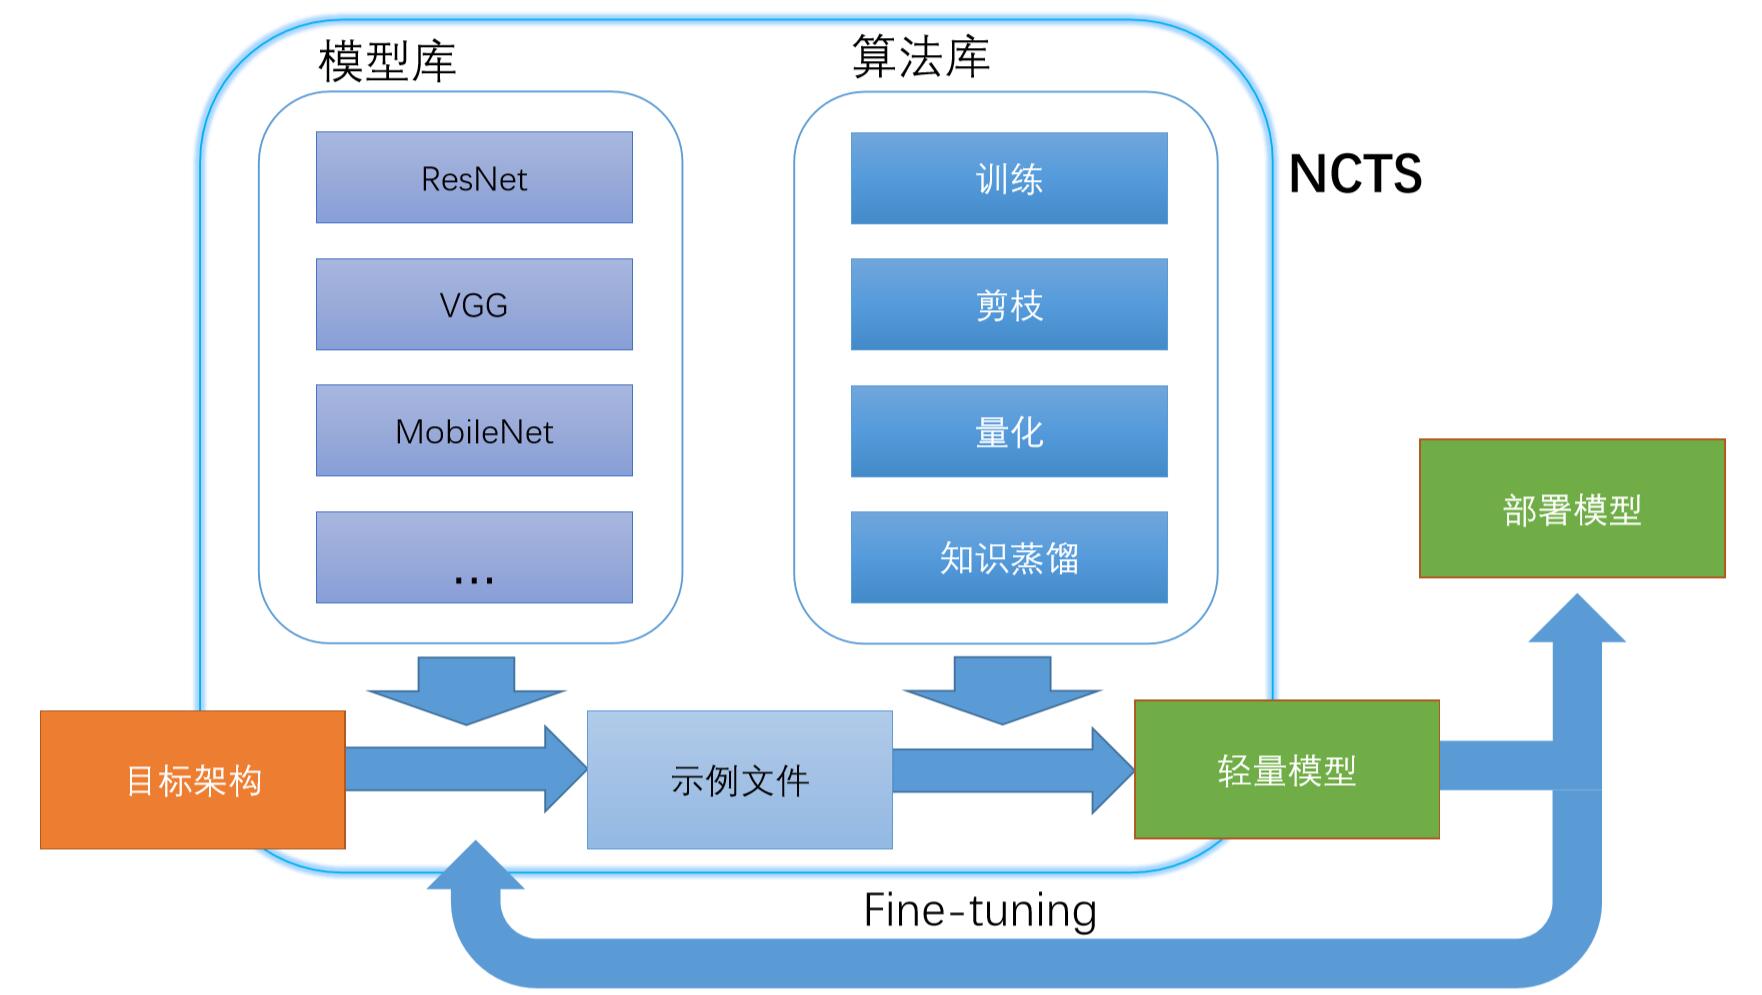 模型库
ResNet
VGG
MobileNet
...
算法库
训练
剪枝
量化
知识蒸馏
NCTS
部署模型
目标架构
示例文件
轻量模型
Fine-tuning